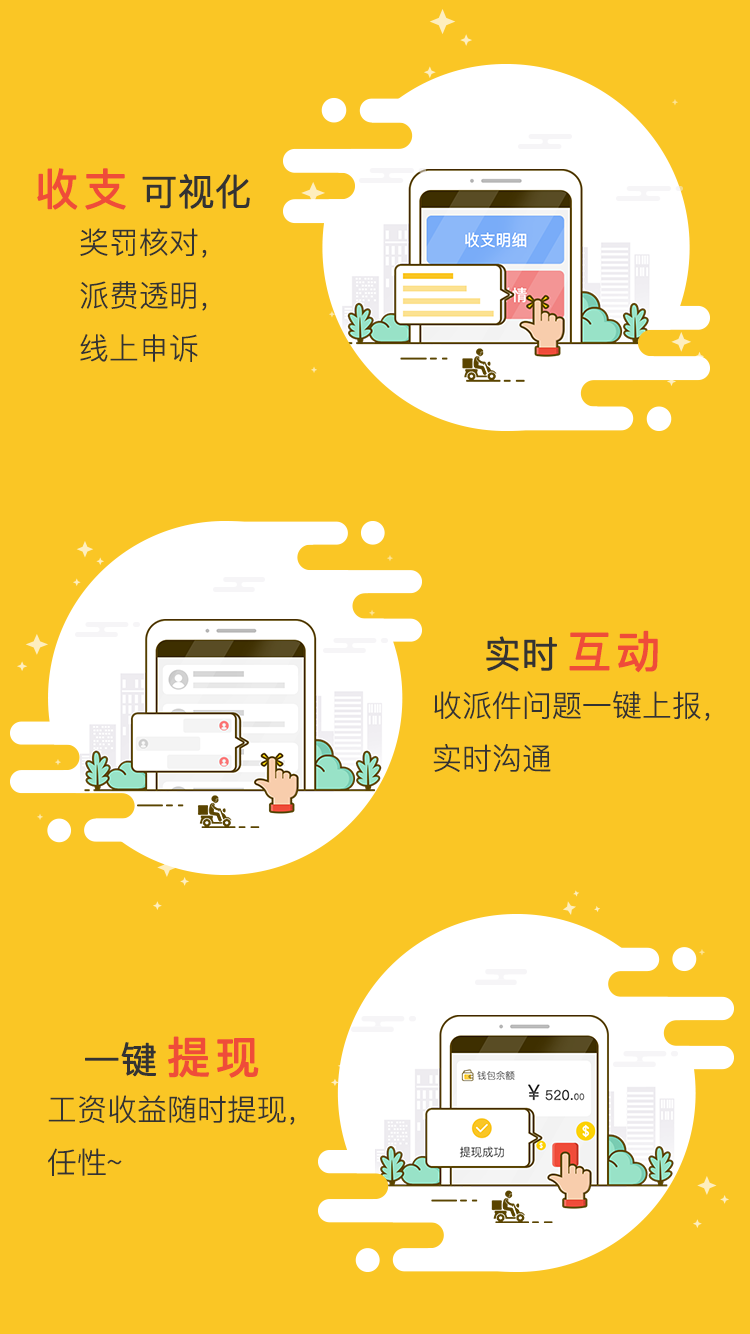 收支 可视化
奖罚核对,
派费透明,
线上申诉
收支明细
情
实时 互动
收派件问题一键上报,
实时沟通
一键 提现
工资收益随时提现,
任性~
钱包余额
¥ 520.00
提现成功
$
$